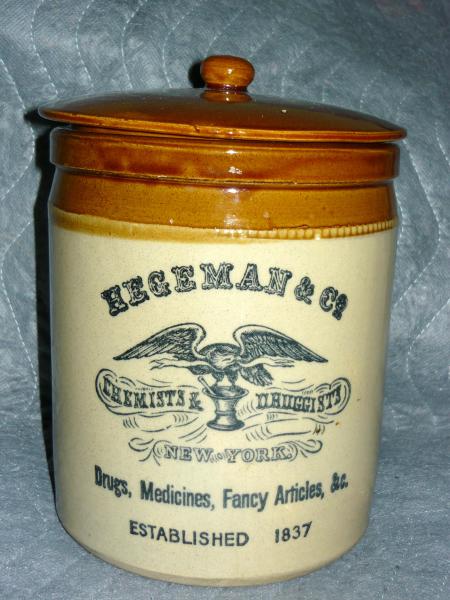 HEGEMAN & Co
CHEMISTS & DRUGGISTS
NEW-YORK
Drugs, Medicines, Fancy Articles, &c.
ESTABLISHED 1837